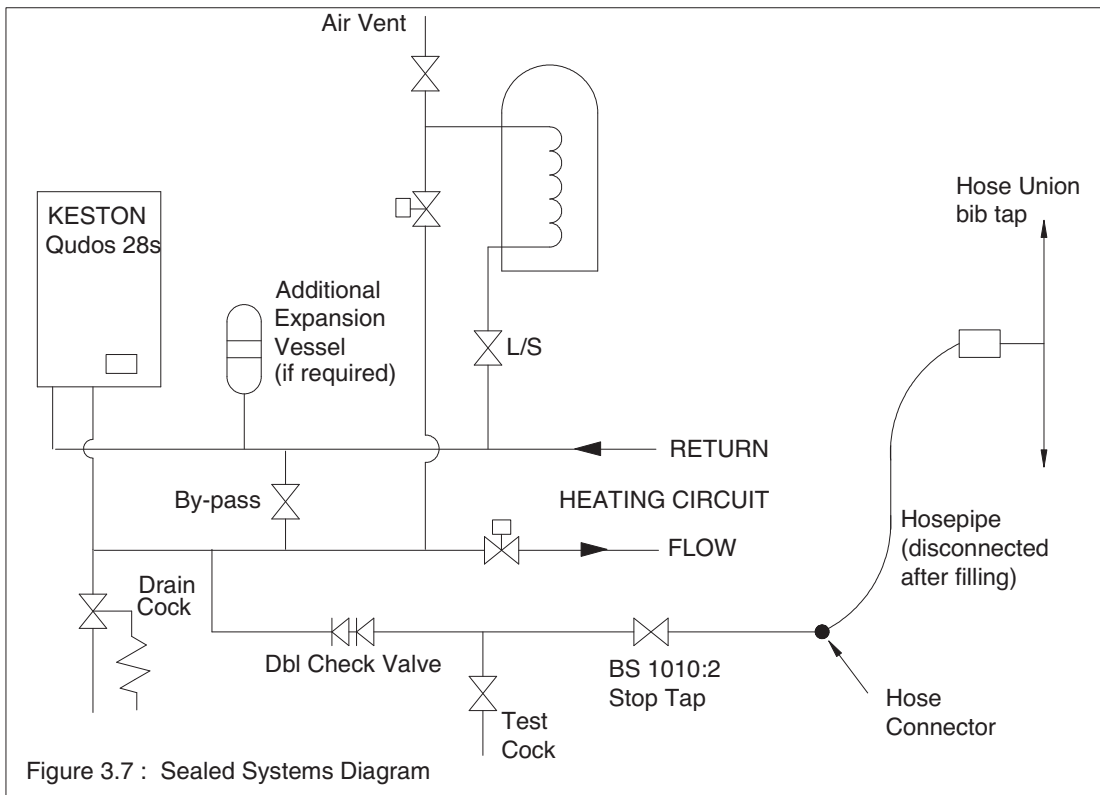 Air Vent
KESTON
Qudos 28s
Hose Union
bib tap
Additional
Expansion
Vessel
(if required)
L/S
RETURN
By-pass
HEATING CIRCUIT
FLOW
Hosepipe
(disconnected
after filling)
Drain
Cock
Dbl Check Valve
BS 1010:2
Stop Tap
Test
Cock
Hose
Connector
Figure 3.7 :  Sealed Systems Diagram